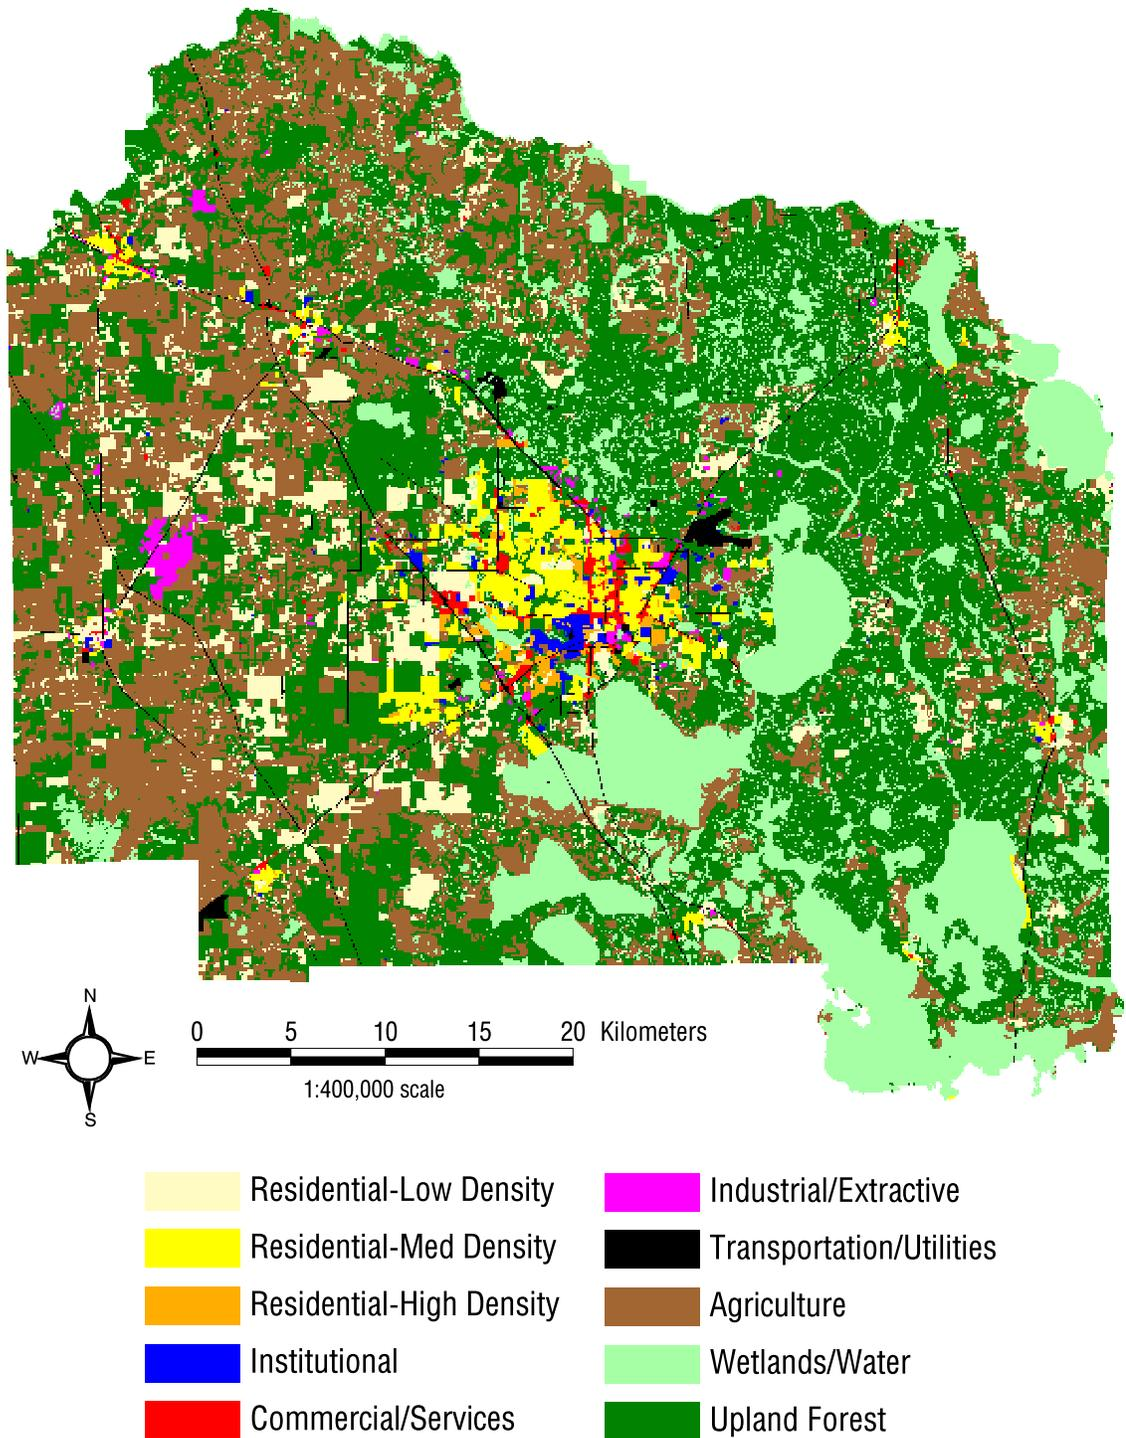 N
W E
S
0 5 10 15 20 Kilometers
1:400,000 scale
Residential-Low Density
Residential-Med Density
Residential-High Density
Institutional
Commercial/Services
Industrial/Extractive
Transportation/Utilities
Agriculture
Wetlands/Water
Upland Forest